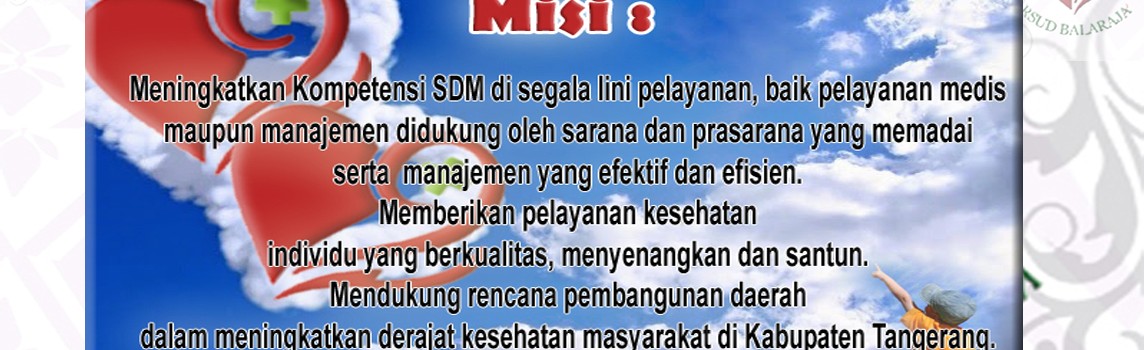 Misi :
RSUD BALARAJA
Meningkatkan Kompetensi SDM di segala lini pelayanan, baik pelayanan medis
maupun manajemen didukung oleh sarana dan prasarana yang memadai
serta manajemen yang efektif dan efisien.
Memberikan pelayanan kesehatan
individu yang berkualitas, menyenangkan dan santun.
Mendukung rencana pembangunan daerah
dalam meningkatkan derajat kesehatan masyarakat di Kabupaten Tangerang.